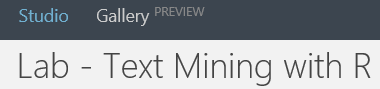 Studio Gallery PREVIEW
Lab - Text Mining with R